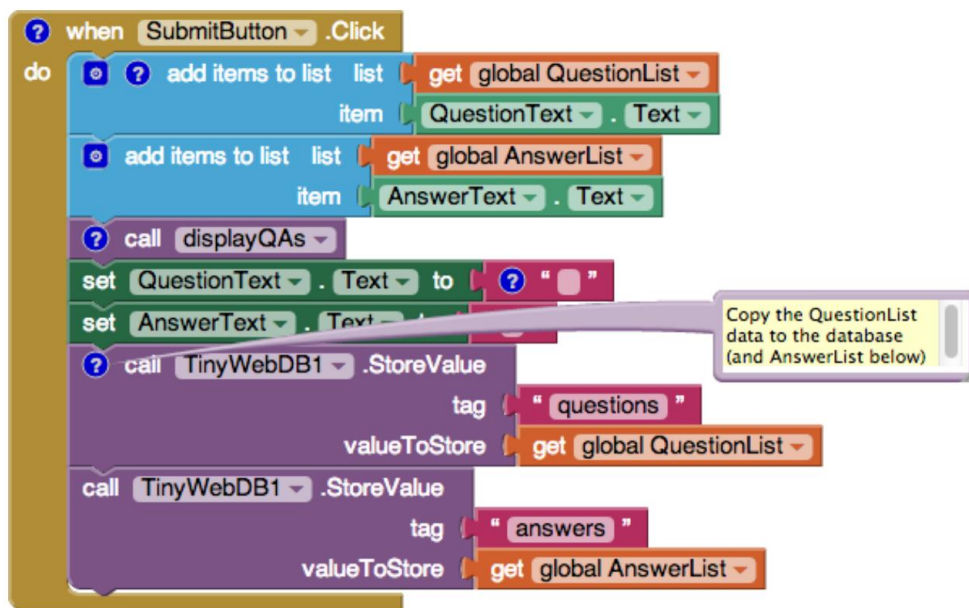 ? when SubmitButton .Click
do ? add items to list list get global QuestionList
item QuestionText . Text
add items to list list get global AnswerList
item AnswerText . Text
? call displayQAs
set QuestionText . Text to ? " "
set AnswerText . Text
Copy the QuestionList
data to the database
(and AnswerList below)
? call TinyWebDB1 .StoreValue
tag " questions "
valueToStore get global QuestionList
call TinyWebDB1 .StoreValue
tag " answers "
valueToStore get global AnswerList